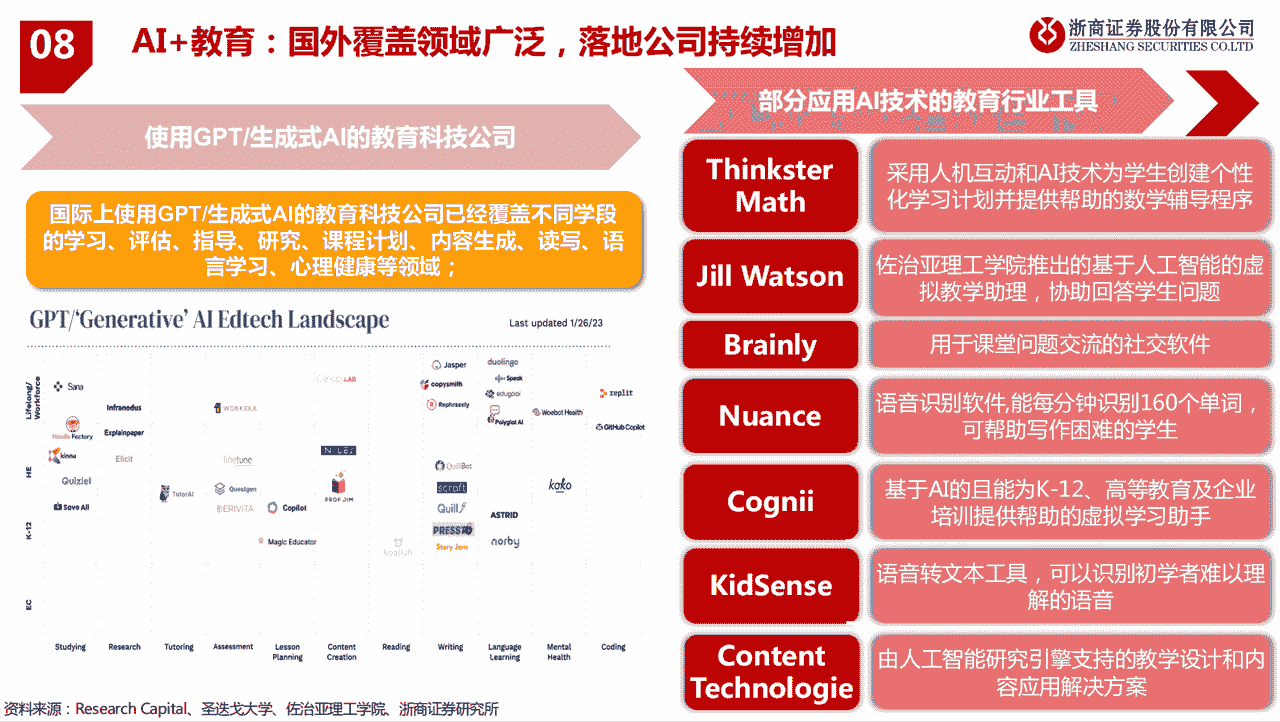 08
AI+教育：国外覆盖领域广泛，落地公司持续增加
浙商证券股份有限公司
ZHESHANG SECURITIES CO.LTD
使用GPT/生成式AI的教育科技公司
国际上使用GPT/生成式AI的教育科技公司已经覆盖不同学段
的学习、评估、指导、研究、课程计划、内容生成、读写、语
言学习、心理健康等领域；
GPT/‘Generative’ AI Edtech Landscape
Last updated 1/26/23
Lifelong/
Workforce
HE
K-12
EC
Sana
Noodle Factory
Kinnu
Quizlet
Save All
Infranodus
Explainpaper
Elicit
TutorAI
WORKERA
finetune
Questgen
Copilot
Magic Educator
LAB
PROF JIM
koalluh
Jasper
copysmith
Rephrasely
QuillBot
scraft
Quill
PRESSTO
Story Jam
duolingo
Speak
edugoai
Polyglot AI
ASTRID
norby
Woebot Health
koko
replit
GitHub Copilot
Studying
Research
Tutoring
Assessment
Lesson
Planning
Content
Creation
Reading
Writing
Language
Learning
Mental
Health
Coding
部分应用AI技术的教育行业工具
Thinkster
Math
采用人机互动和AI技术为学生创建个性
化学习计划并提供帮助的数学辅导程序
Jill Watson
佐治亚理工学院推出的基于人工智能的虚
拟教学助理，协助回答学生问题
Brainly
用于课堂问题交流的社交软件
Nuance
语音识别软件,能每分钟识别160个单词，
可帮助写作困难的学生
Cognii
基于AI的且能为K-12、高等教育及企业
培训提供帮助的虚拟学习助手
KidSense
语音转文本工具，可以识别初学者难以理
解的语音
Content
Technologie
由人工智能研究引擎支持的教学设计和内
容应用解决方案
资料来源：Research Capital、圣迭戈大学、佐治亚理工学院、浙商证券研究所